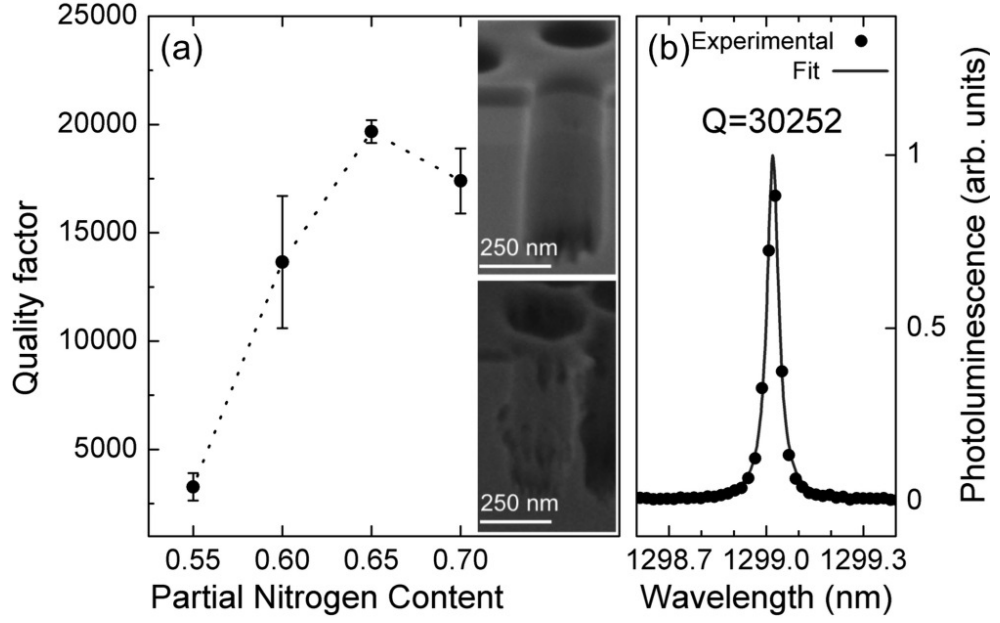 25000
20000
15000
10000
5000
Quality factor
(a)
250 nm
250 nm
0.55 0.60 0.65 0.70
Partial Nitrogen Content
(b)
Experimental
Fit
Q=30252
1
0.5
0
Photoluminescence (arb. units)
1298.7 1299.0 1299.3
Wavelength (nm)